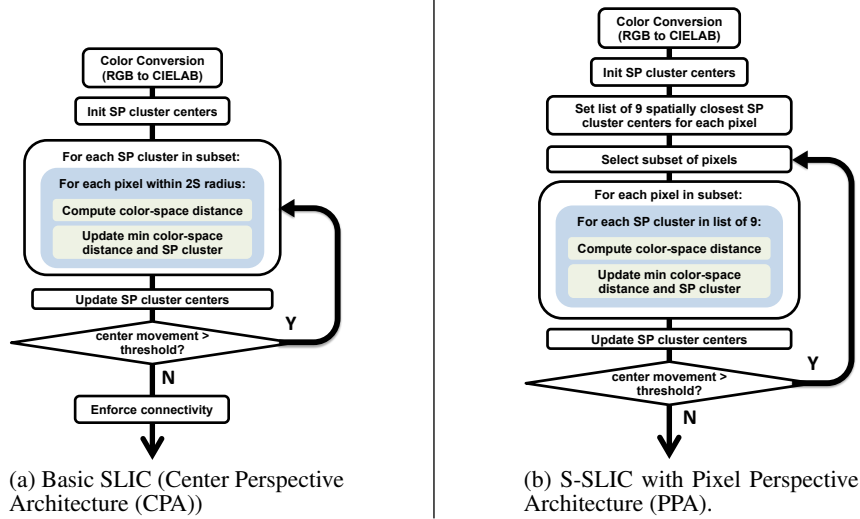 Color Conversion
(RGB to CIELAB)
Init SP cluster centers
For each SP cluster in subset:
For each pixel within 2S radius:
Compute color-space distance
Update min color-space
distance and SP cluster
Update SP cluster centers
center movement >
threshold?
Y
N
Enforce connectivity
(a) Basic SLIC (Center Perspective
Architecture (CPA))
Color Conversion
(RGB to CIELAB)
Init SP cluster centers
Set list of 9 spatially closest SP
cluster centers for each pixel
Select subset of pixels
For each pixel in subset:
For each SP cluster in list of 9:
Compute color-space distance
Update min color-space
distance and SP cluster
Update SP cluster centers
center movement >
threshold?
Y
N
(b) S-SLIC with Pixel Perspective
Architecture (PPA).